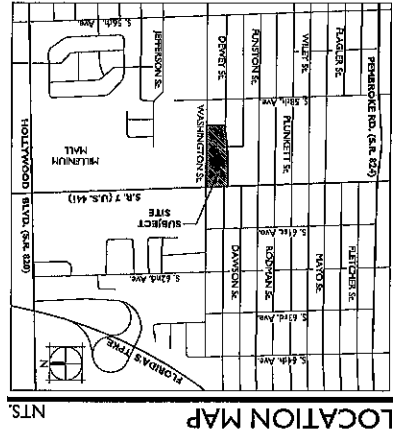 LOCATION MAP
NTS.
N
FLORIDA'S TPKE
S. 64th. Ave.
S. 63rd. Ave.
S. 62nd. Ave.
S. 61st. Ave.
FLETCHER St.
MAYO St.
RODMAN St.
DAWSON St.
SUBJECT
SITE
S.R. 7 (U.S. 441)
HOLLYWOOD BLVD. (S.R. 820)
MILLENIUM
MALL
WASHINGTON St.
PLUNKETT St.
S. 58th. Ave.
PEMBROKE RD. (S.R. 824)
FLAGLER St.
WILEY St.
FUNSTON St.
DEWEY St.
JEFFERSON St.
S. 56th. Ave.